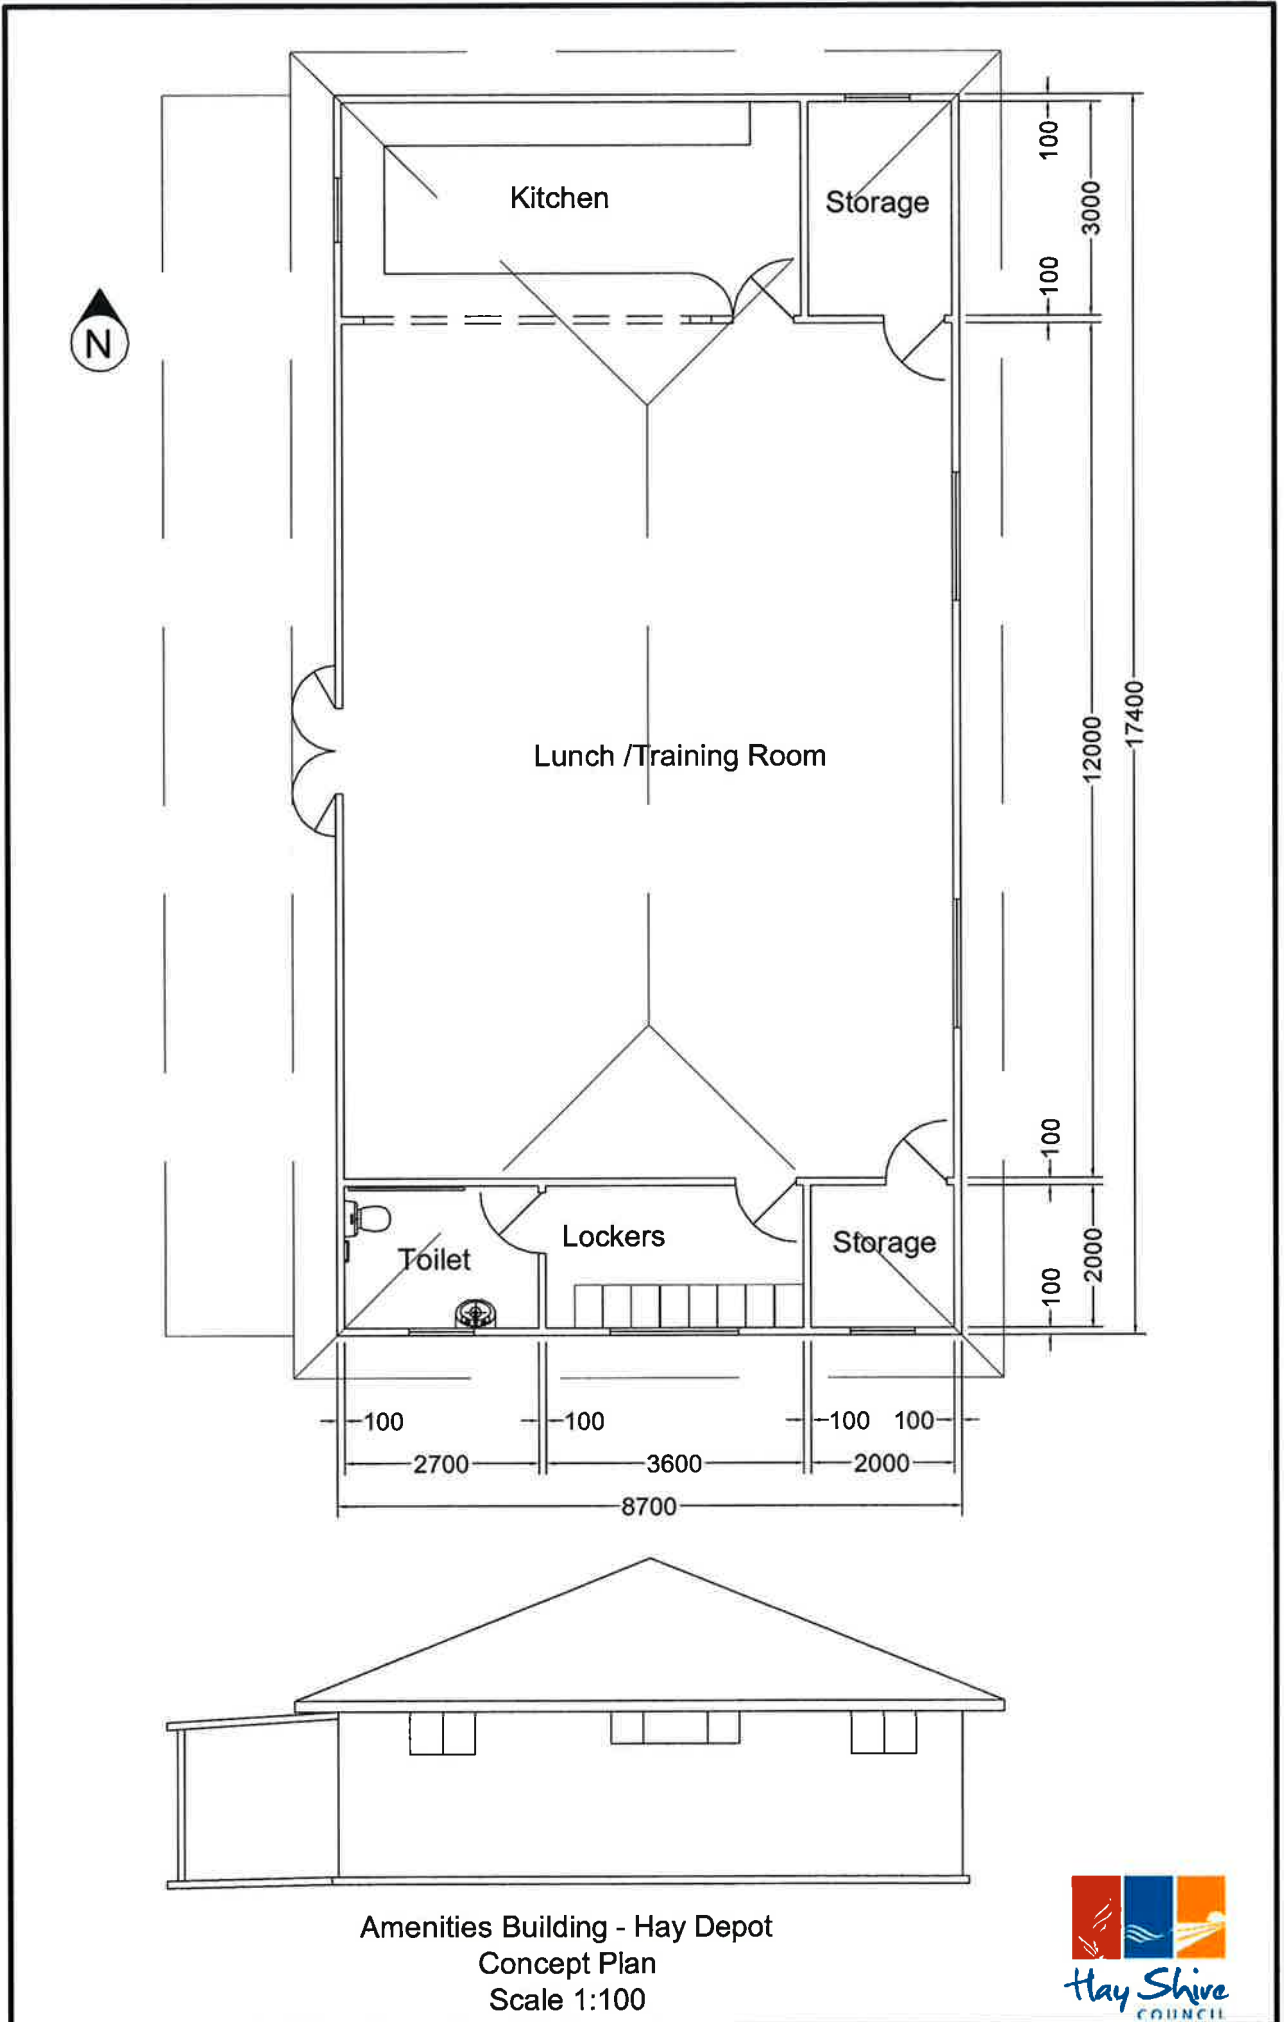 Kitchen
Storage
100
3000
100
N
12000
17400
Lunch /Training Room
100
Lockers
Storage
Toilet
2000
100
100
100
100
100
2700
3600
2000
8700
Amenities Building - Hay Depot
Concept Plan
Scale 1:100
Hay Shire
COUNCIL